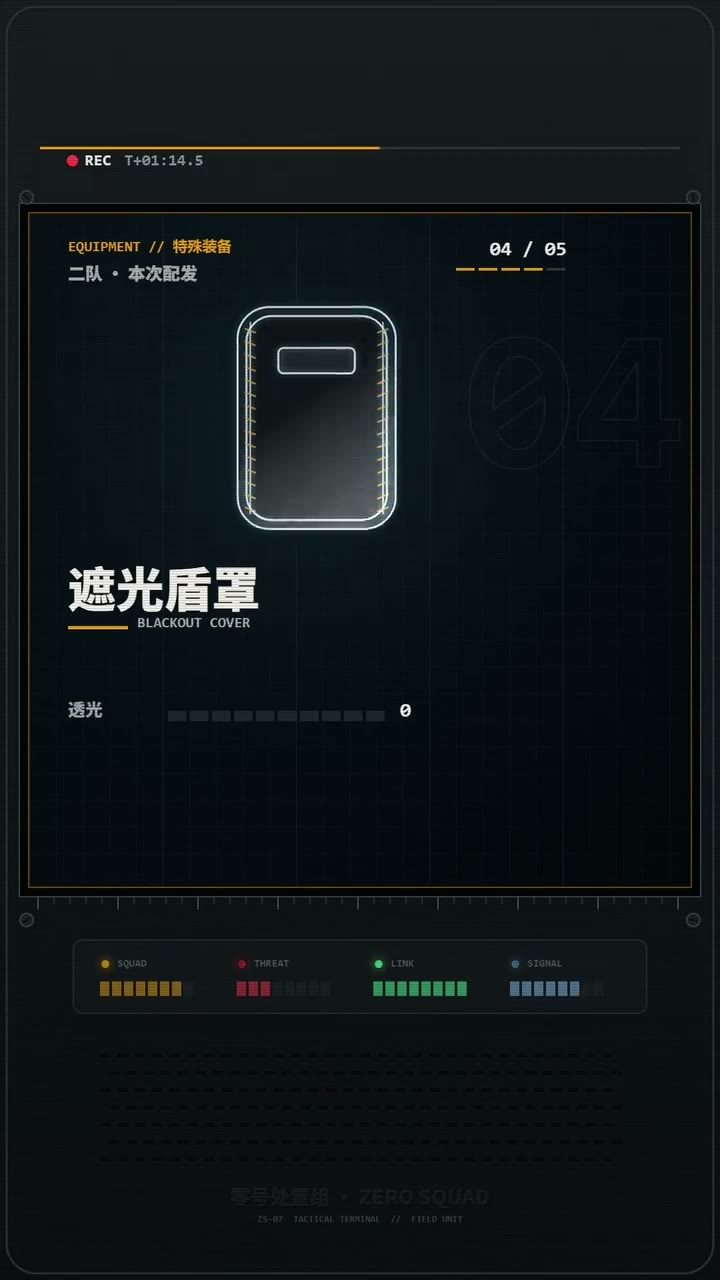 REC T+01:14.5
EQUIPMENT // 特殊装备
04 / 05
二队 · 本次配发
04
遮光盾罩
BLACKOUT COVER
透光 0
SQUAD THREAT LINK SIGNAL
零号处置组 · ZERO SQUAD
ZS-07 TACTICAL TERMINAL // FIELD UNIT